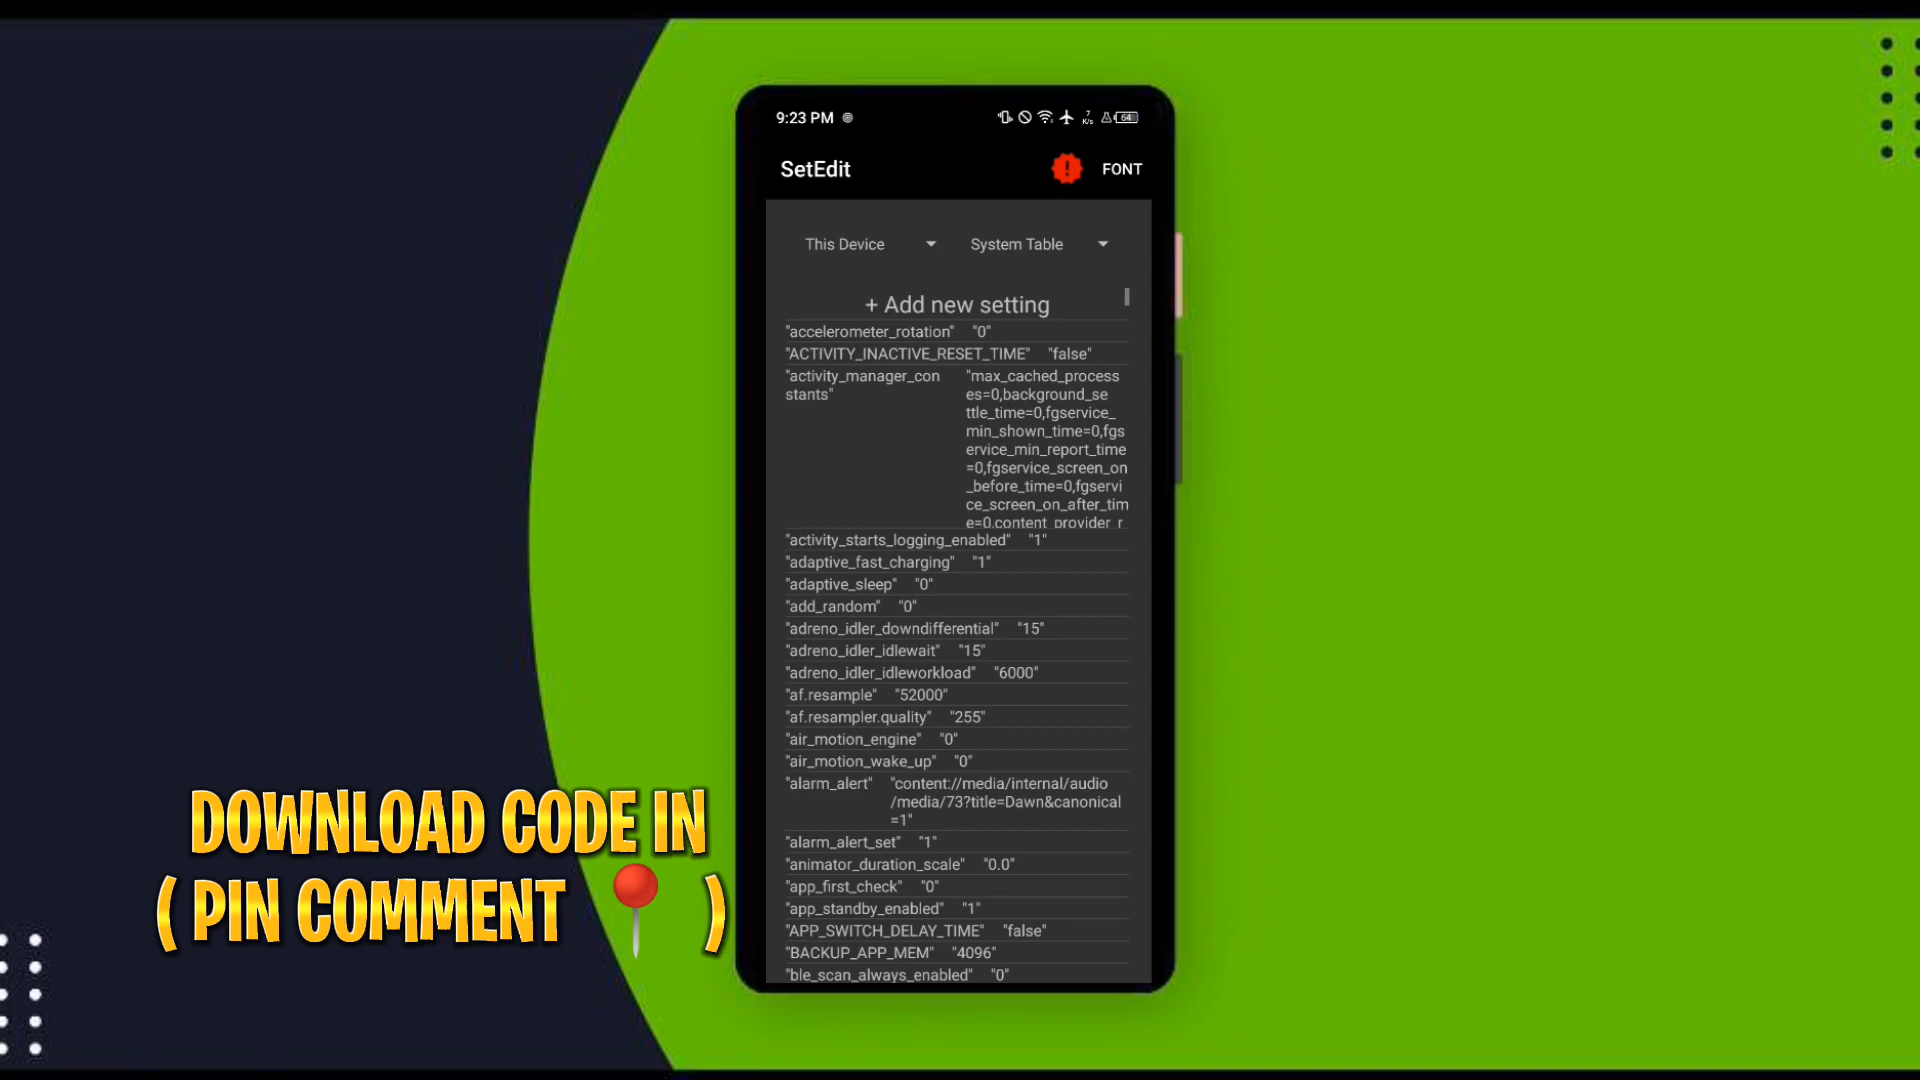 9:23 PM
7
K/s
64
SetEdit
FONT
This Device
System Table
+ Add new setting
"accelerometer_rotation" "0"
"ACTIVITY_INACTIVE_RESET_TIME" "false"
"activity_manager_con
stants"
"max_cached_process
es=0,background_se
ttle_time=0,fgservice_
min_shown_time=0,fgs
ervice_min_report_time
=0,fgservice_screen_on
_before_time=0,fgservi
ce_screen_on_after_tim
e=0,content_provider_r
"activity_starts_logging_enabled" "1"
"adaptive_fast_charging" "1"
"adaptive_sleep" "0"
"add_random" "0"
"adreno_idler_downdifferential" "15"
"adreno_idler_idlewait" "15"
"adreno_idler_idleworkload" "6000"
"af.resample" "52000"
"af.resampler.quality" "255"
"air_motion_engine" "0"
"air_motion_wake_up" "0"
"alarm_alert" "content://media/internal/audio
/media/73?title=Dawn&canonical
=1"
"alarm_alert_set" "1"
"animator_duration_scale" "0.0"
"app_first_check" "0"
"app_standby_enabled" "1"
"APP_SWITCH_DELAY_TIME" "false"
"BACKUP_APP_MEM" "4096"
"ble_scan_always_enabled" "0"
DOWNLOAD CODE IN
( PIN COMMENT 📍 )